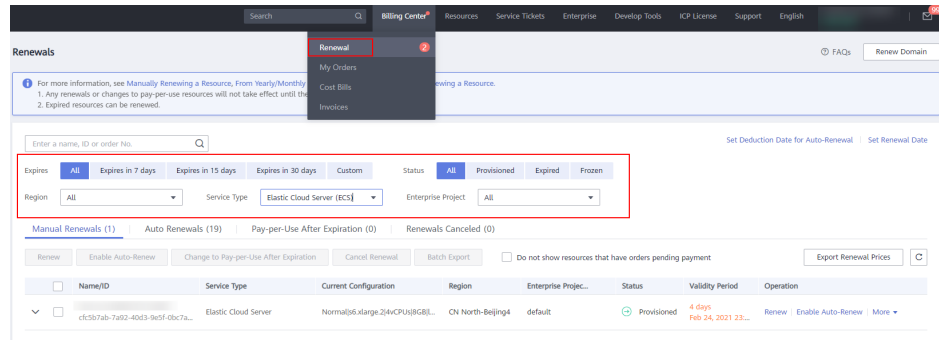 Search Billing Center Resources Service Tickets Enterprise Develop Tools ICP License Support English
Renewals
Renewal 2
My Orders
Cost Bills
Invoices
FAQs Renew Domain
For more information, see Manually Renewing a Resource, From Yearly/Monthly ewing a Resource.
1. Any renewals or changes to pay-per-use resources will not take effect until the
2. Expired resources can be renewed.
Enter a name, ID or order No. Set Deduction Date for Auto-Renewal Set Renewal Date
Expires All Expires in 7 days Expires in 15 days Expires in 30 days Custom Status All Provisioned Expired Frozen
Region All Service Type Elastic Cloud Server (ECS) Enterprise Project All
Manual Renewals (1) Auto Renewals (19) Pay-per-Use After Expiration (0) Renewals Canceled (0)
Renew Enable Auto-Renew Change to Pay-per-Use After Expiration Cancel Renewal Batch Export Do not show resources that have orders pending payment Export Renewal Prices
Name/ID Service Type Current Configuration Region Enterprise Projec... Status Validity Period Operation
cfc5b7ab-7a92-40d3-9e5f-0bc7a... Elastic Cloud Server Normal|s6.xlarge.2|4vCPUs|8GB|l... CN North-Beijing4 default Provisioned 4 days Renew Enable Auto-Renew More
Feb 24, 2021 23:...